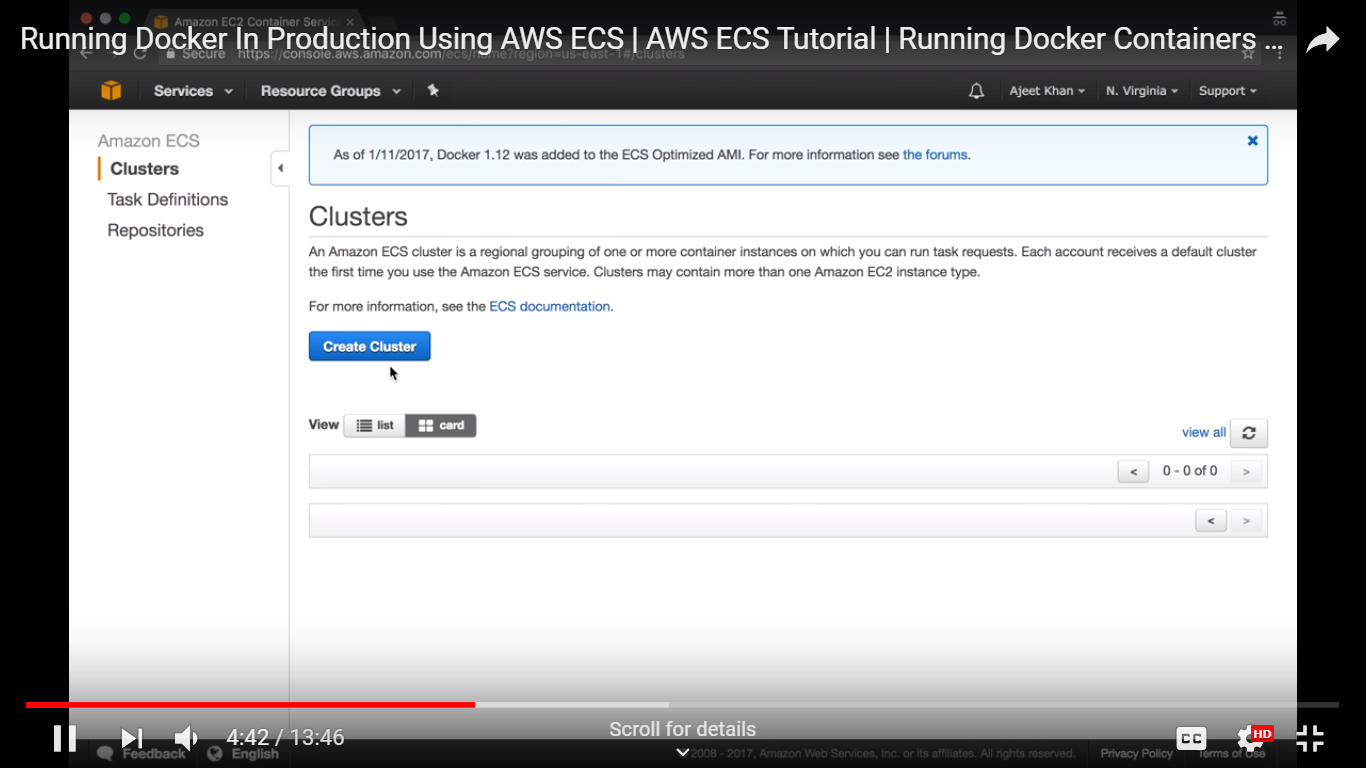 Amazon EC2 Container Servic
Running Docker In Production Using AWS ECS | AWS ECS Tutorial | Running Docker Containers ...
Secure https://console.aws.amazon.com/ecs/home?region=us-east-1#/clusters
Services Resource Groups Ajeet Khan N. Virginia Support
Amazon ECS
Clusters
Task Definitions
Repositories
As of 1/11/2017, Docker 1.12 was added to the ECS Optimized AMI. For more information see the forums.
Clusters
An Amazon ECS cluster is a regional grouping of one or more container instances on which you can run task requests. Each account receives a default cluster
the first time you use the Amazon ECS service. Clusters may contain more than one Amazon EC2 instance type.
For more information, see the ECS documentation.
Create Cluster
View list card
view all
< 0 - 0 of 0 >
< >
Scroll for details
4:42 / 13:46
CC HD
Feedback English 2008 - 2017, Amazon Web Services, Inc. or its affiliates. All rights reserved. Privacy Policy Terms of Use